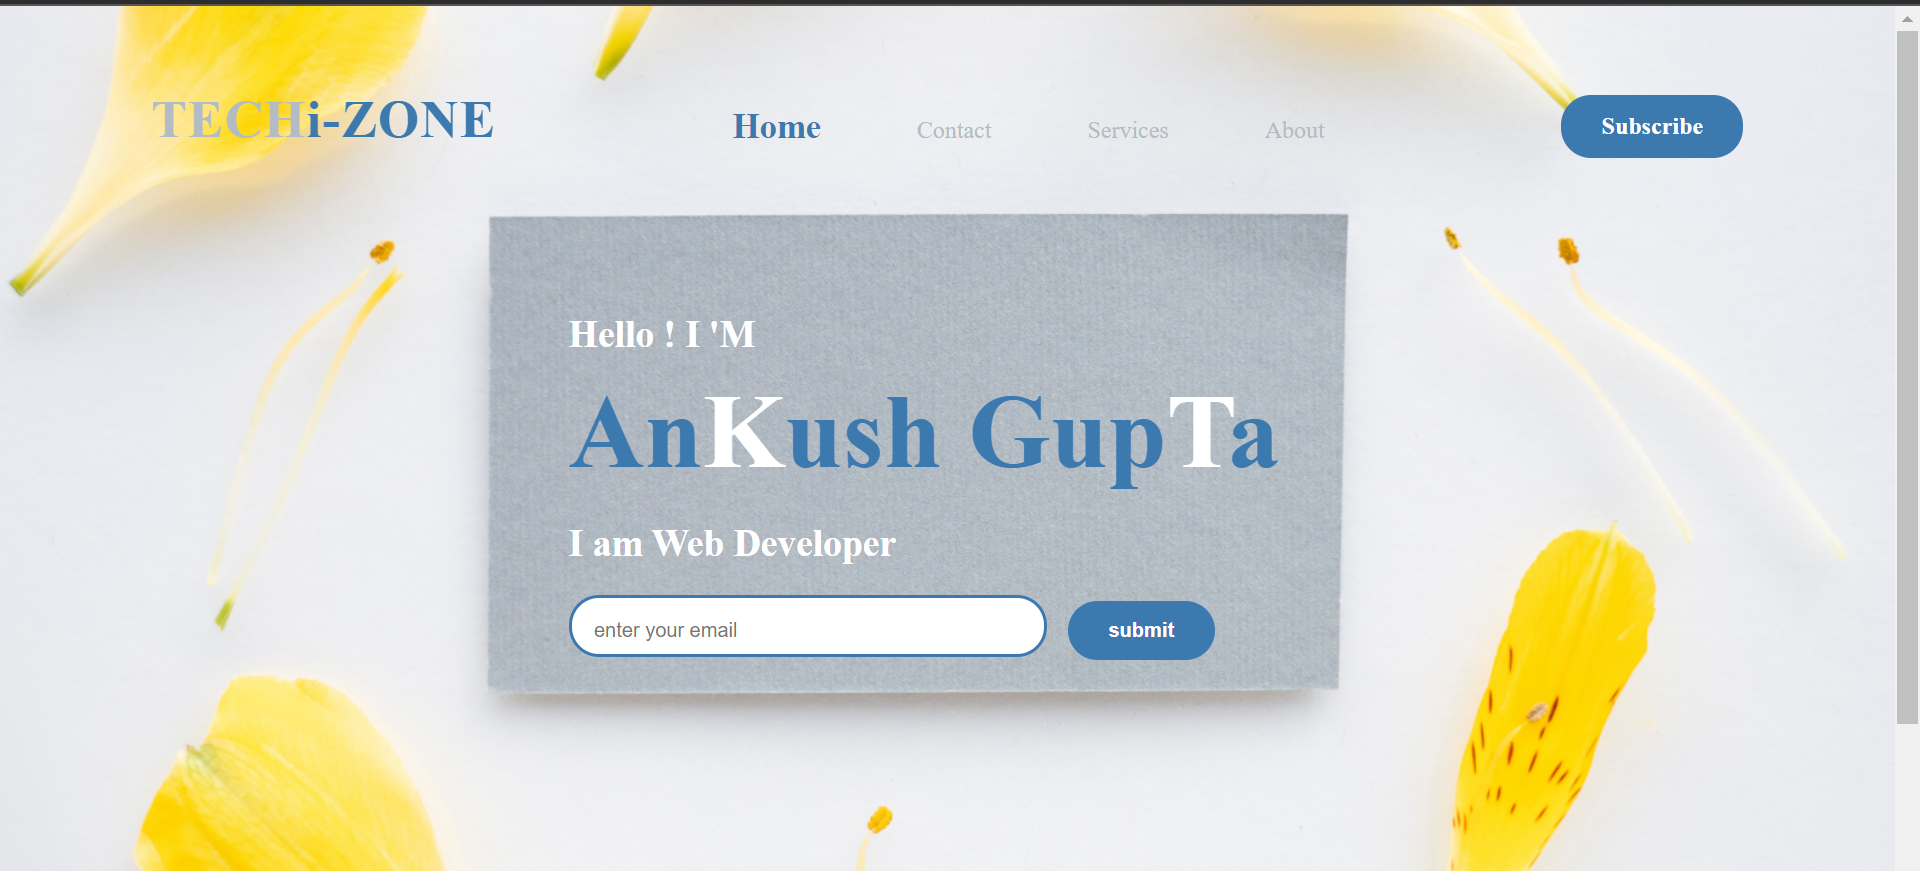 TECHi-ZONE
Home Contact Services About
Subscribe
Hello ! I 'M
AnKush GupTa
I am Web Developer
enter your email
submit